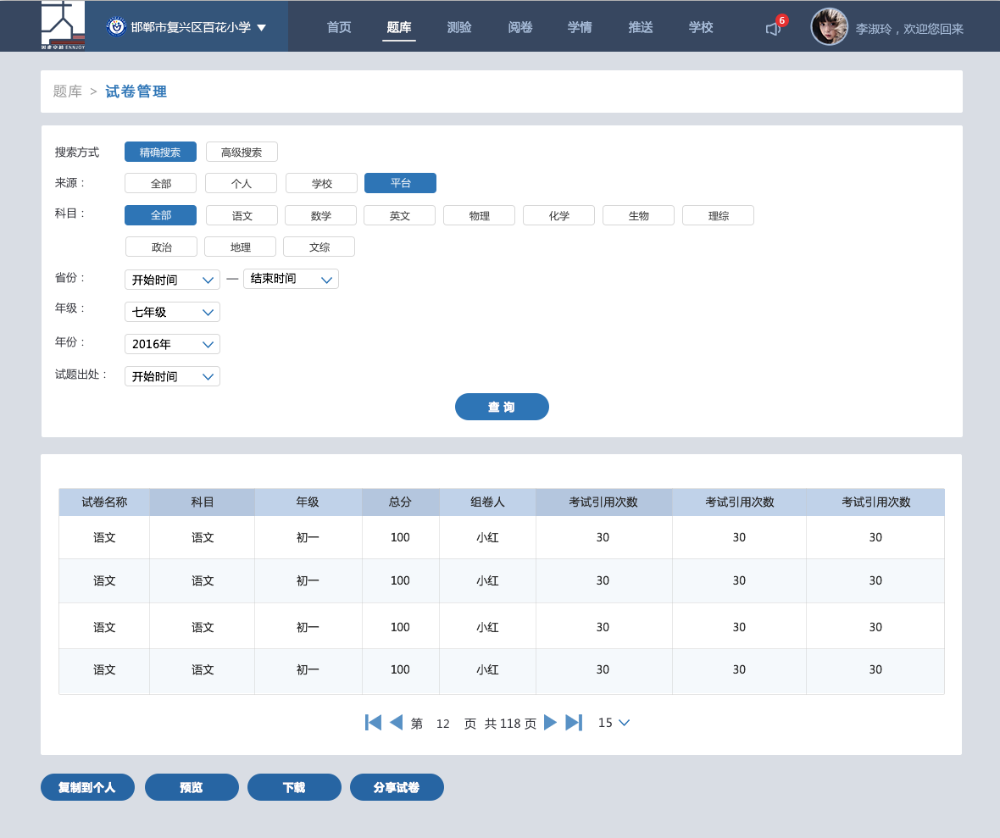 邯郸市复兴区百花小学 首页 题库 测验 阅卷 学情 推送 学校 6 李淑玲，欢迎您回来
ENNJOY
题库 > 试卷管理
搜索方式 精确搜索 高级搜索
来源： 全部 个人 学校 平台
科目： 全部 语文 数学 英文 物理 化学 生物 理综
政治 地理 文综
省份： 开始时间 — 结束时间
年级： 七年级
年份： 2016年
试题出处： 开始时间
查 询
试卷名称 科目 年级 总分 组卷人 考试引用次数 考试引用次数 考试引用次数
语文 语文 初一 100 小红 30 30 30
语文 语文 初一 100 小红 30 30 30
语文 语文 初一 100 小红 30 30 30
语文 语文 初一 100 小红 30 30 30
第 12 页 共 118 页 15
复制到个人 预览 下载 分享试卷